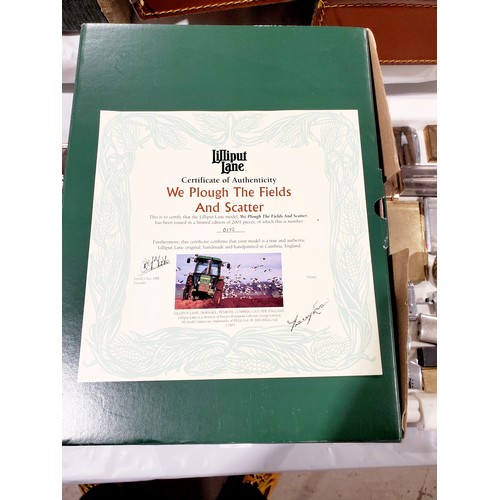 Lilliput
Lane
Certificate of Authenticity
We Plough The Fields
And Scatter
This is to certify that the Lilliput Lane model, We Plough The Fields And Scatter,
has been issued in a limited edition of 2001 pieces, of which this is number
0172
Furthermore, this certificate confirms that your model is a true and authentic
Lilliput Lane original, handmade and handpainted in Cumbria, England.